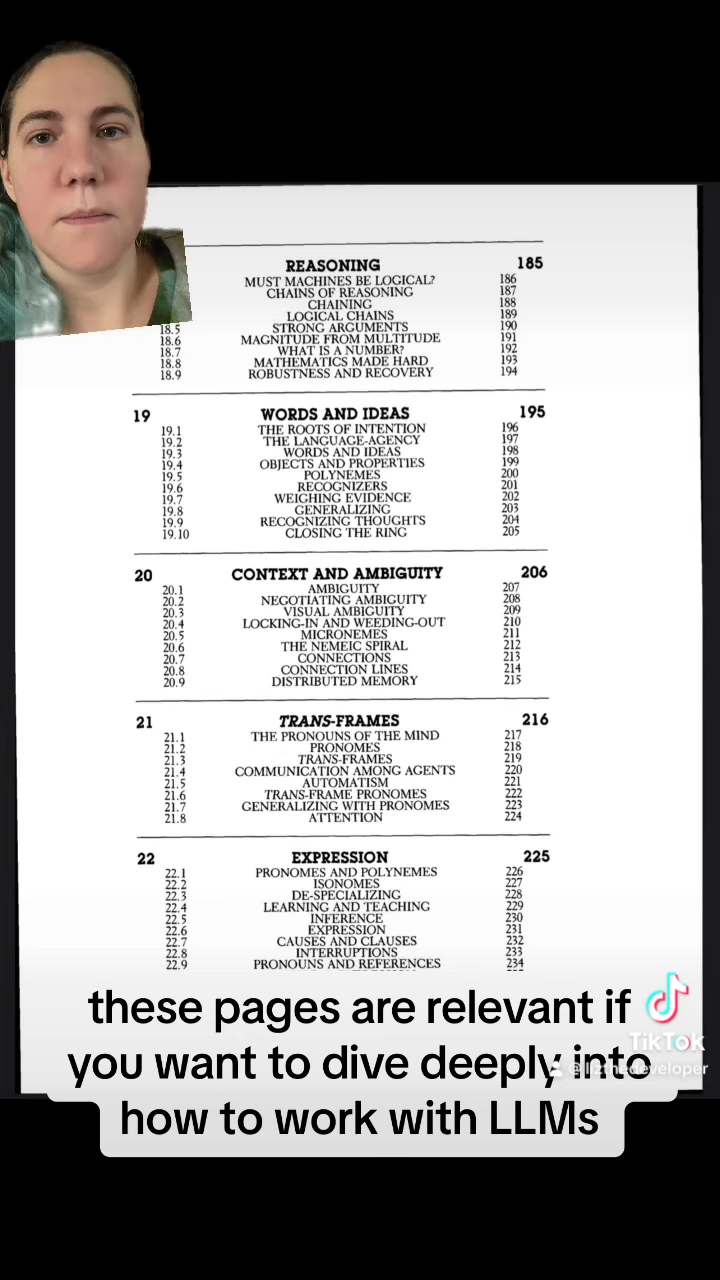 REASONING 185
MUST MACHINES BE LOGICAL? 186
CHAINS OF REASONING 187
CHAINING 188
LOGICAL CHAINS 189
18.5 STRONG ARGUMENTS 190
18.6 MAGNITUDE FROM MULTITUDE 191
18.7 WHAT IS A NUMBER? 192
18.8 MATHEMATICS MADE HARD 193
18.9 ROBUSTNESS AND RECOVERY 194
19 WORDS AND IDEAS 195
19.1 THE ROOTS OF INTENTION 196
19.2 THE LANGUAGE-AGENCY 197
19.3 WORDS AND IDEAS 198
19.4 OBJECTS AND PROPERTIES 199
19.5 POLYNEMES 200
19.6 RECOGNIZERS 201
19.7 WEIGHING EVIDENCE 202
19.8 GENERALIZING 203
19.9 RECOGNIZING THOUGHTS 204
19.10 CLOSING THE RING 205
20 CONTEXT AND AMBIGUITY 206
20.1 AMBIGUITY 207
20.2 NEGOTIATING AMBIGUITY 208
20.3 VISUAL AMBIGUITY 209
20.4 LOCKING-IN AND WEEDING-OUT 210
20.5 MICRONEMES 211
20.6 THE NEMEIC SPIRAL 212
20.7 CONNECTIONS 213
20.8 CONNECTION LINES 214
20.9 DISTRIBUTED MEMORY 215
21 TRANS-FRAMES 216
21.1 THE PRONOUNS OF THE MIND 217
21.2 PRONOMES 218
21.3 TRANS-FRAMES 219
21.4 COMMUNICATION AMONG AGENTS 220
21.5 AUTOMATISM 221
21.6 TRANS-FRAME PRONOMES 222
21.7 GENERALIZING WITH PRONOMES 223
21.8 ATTENTION 224
22 EXPRESSION 225
22.1 PRONOMES AND POLYNEMES 226
22.2 ISONOMES 227
22.3 DE-SPECIALIZING 228
22.4 LEARNING AND TEACHING 229
22.5 INFERENCE 230
22.6 EXPRESSION 231
22.7 CAUSES AND CLAUSES 232
22.8 INTERRUPTIONS 233
22.9 PRONOUNS AND REFERENCES 234
these pages are relevant if
you want to dive deeply into
how to work with LLMs
TikTok
@lizthedeveloper